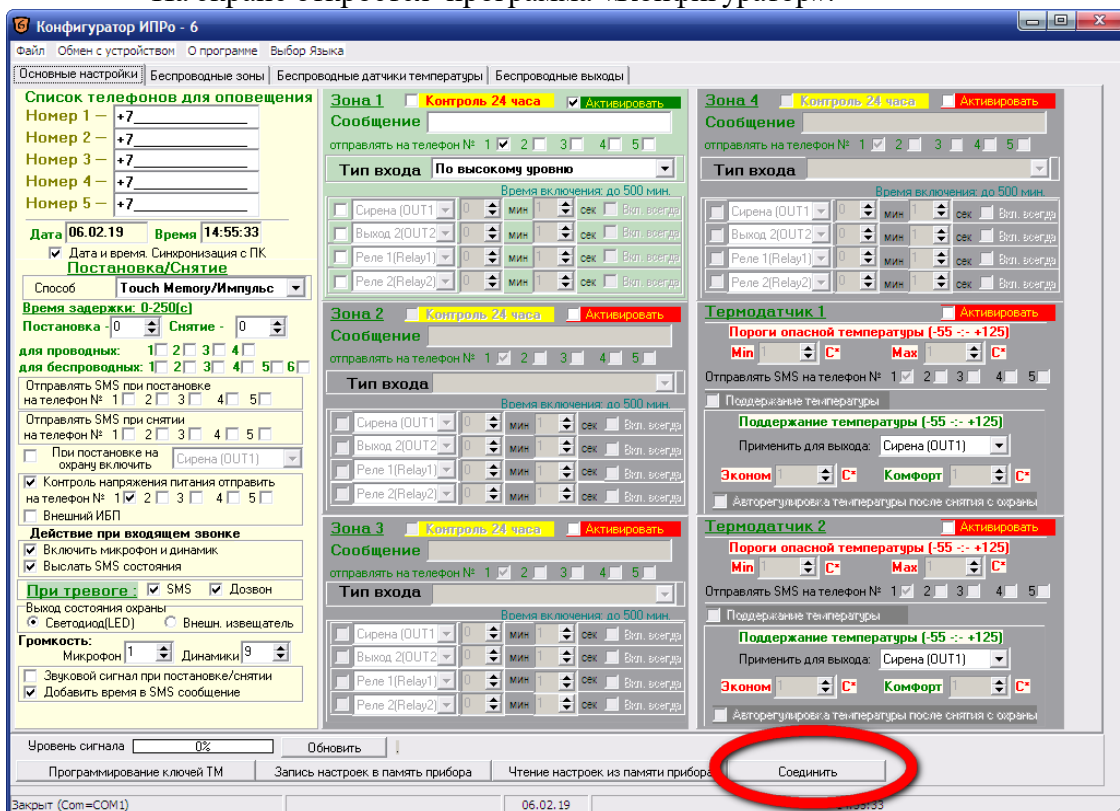 На экране откроется программа «Конфигуратор».
Конфигуратор ИПРо - 6
Файл Обмен с устройством О программе Выбор Языка
Основные настройки Беспроводные зоны Беспроводные датчики температуры Беспроводные выходы
Список телефонов для оповещения
Номер 1 – +7__________
Номер 2 – +7__________
Номер 3 – +7__________
Номер 4 – +7__________
Номер 5 – +7__________
Дата 06.02.19 Время 14:55:33
Дата и время. Синхронизация с ПК
Постановка/Снятие
Способ Touch Memory/Импульс
Время задержки: 0-250(с)
Постановка - 0 Снятие - 0
для проводных: 1 2 3 4
для беспроводных: 1 2 3 4 5 6
Отправлять SMS при постановке
на телефон № 1 2 3 4 5
Отправлять SMS при снятии
на телефон № 1 2 3 4 5
При постановке на
охрану включить Сирена (OUT1)
Контроль напряжения питания отправить
на телефон № 1 2 3 4 5
Внешний ИБП
Действие при входящем звонке
Включить микрофон и динамик
Выслать SMS состояния
При тревоге : SMS Дозвон
Выход состояния охраны
Светодиод(LED) Внешн. извещатель
Громкость:
Микрофон 1 Динамики 9
Звуковой сигнал при постановке/снятии
Добавить время в SMS сообщение
Зона 1 Контроль 24 часа Активировать
Сообщение
отправлять на телефон № 1 2 3 4 5
Тип входа По высокому уровню
Время включения: до 500 мин.
Сирена (OUT1 0 мин 1 сек Вкл. всегда
Выход 2(OUT2 0 мин 1 сек Вкл. всегда
Реле 1(Relay1) 0 мин 1 сек Вкл. всегда
Реле 2(Relay2) 0 мин 1 сек Вкл. всегда
Зона 2 Контроль 24 часа Активировать
Сообщение
отправлять на телефон № 1 2 3 4 5
Тип входа
Время включения: до 500 мин.
Сирена (OUT1 0 мин 1 сек Вкл. всегда
Выход 2(OUT2 0 мин 1 сек Вкл. всегда
Реле 1(Relay1) 0 мин 1 сек Вкл. всегда
Реле 2(Relay2) 0 мин 1 сек Вкл. всегда
Зона 3 Контроль 24 часа Активировать
Сообщение
отправлять на телефон № 1 2 3 4 5
Тип входа
Время включения: до 500 мин.
Сирена (OUT1 0 мин 1 сек Вкл. всегда
Выход 2(OUT2 0 мин 1 сек Вкл. всегда
Реле 1(Relay1) 0 мин 1 сек Вкл. всегда
Реле 2(Relay2) 0 мин 1 сек Вкл. всегда
Зона 4 Контроль 24 часа Активировать
Сообщение
отправлять на телефон № 1 2 3 4 5
Тип входа
Время включения: до 500 мин.
Сирена (OUT1 0 мин 1 сек Вкл. всегда
Выход 2(OUT2 0 мин 1 сек Вкл. всегда
Реле 1(Relay1) 0 мин 1 сек Вкл. всегда
Реле 2(Relay2) 0 мин 1 сек Вкл. всегда
Термодатчик 1 Активировать
Пороги опасной температуры (-55 -:- +125)
Min 1 С* Max 1 С*
Отправлять SMS на телефон № 1 2 3 4 5
Поддержание температуры
Поддержание температуры (-55 -:- +125)
Применить для выхода: Сирена (OUT1)
Эконом 1 С* Комфорт 1 С*
Авторегулировка температуры после снятия с охраны
Термодатчик 2 Активировать
Пороги опасной температуры (-55 -:- +125)
Min 1 С* Max 1 С*
Отправлять SMS на телефон № 1 2 3 4 5
Поддержание температуры
Поддержание температуры (-55 -:- +125)
Применить для выхода: Сирена (OUT1)
Эконом 1 С* Комфорт 1 С*
Авторегулировка температуры после снятия с охраны
Уровень сигнала 0% Обновить
Программирование ключей ТМ Запись настроек в память прибора Чтение настроек из памяти прибора Соединить
Закрыт (Com=COM1) 06.02.19 14:55:33